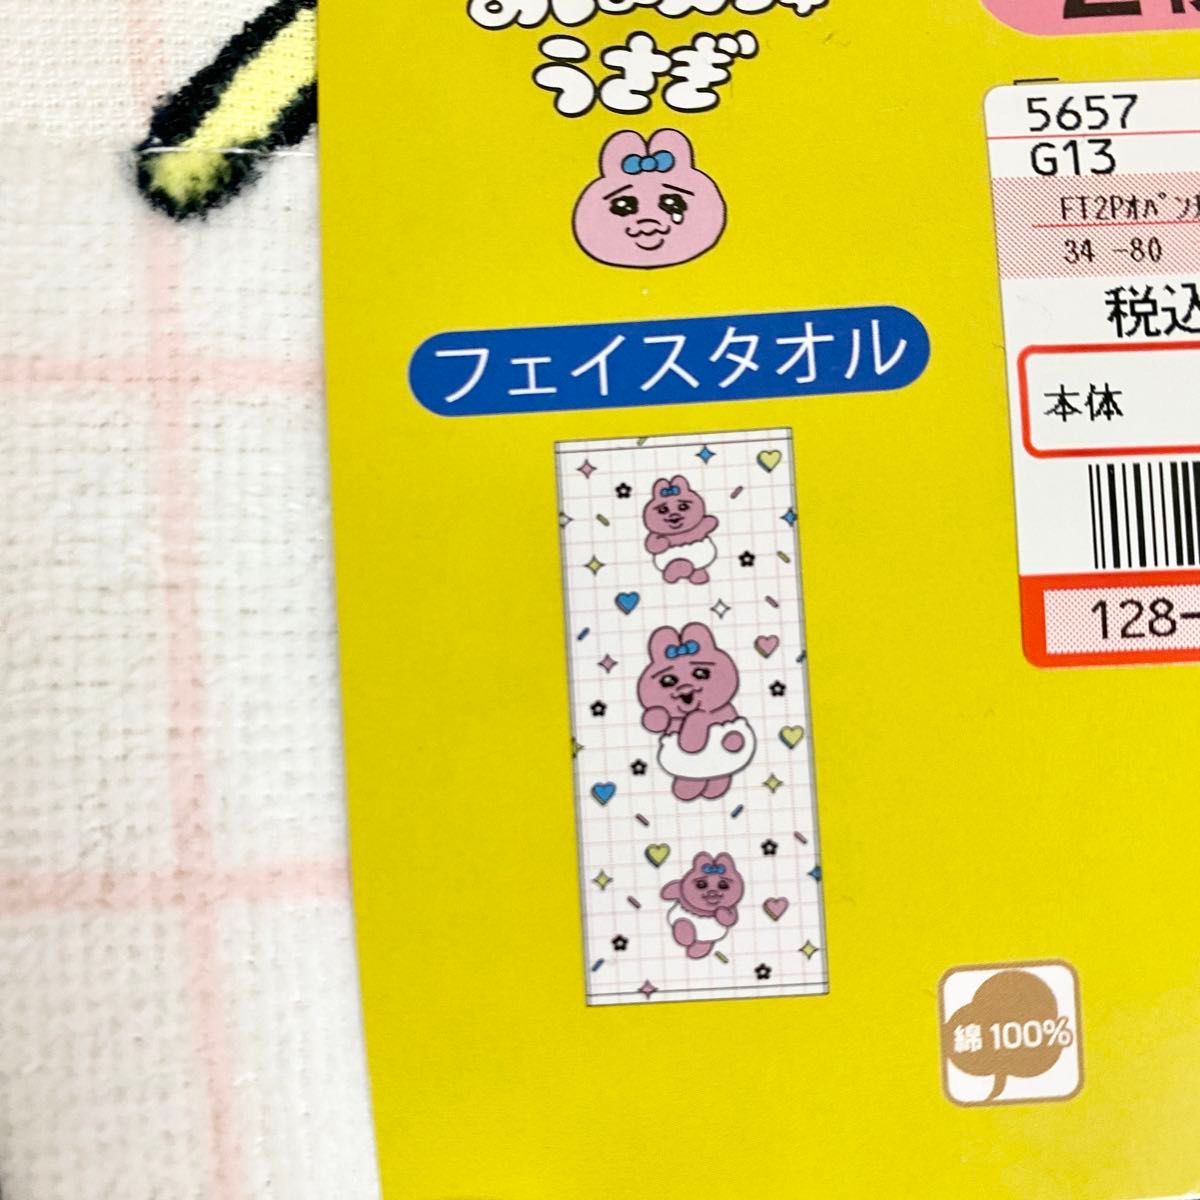 うさぎ
フェイスタオル
綿100%
5657
G13
FT2Pオパン
34 -80
税込
本体
128-